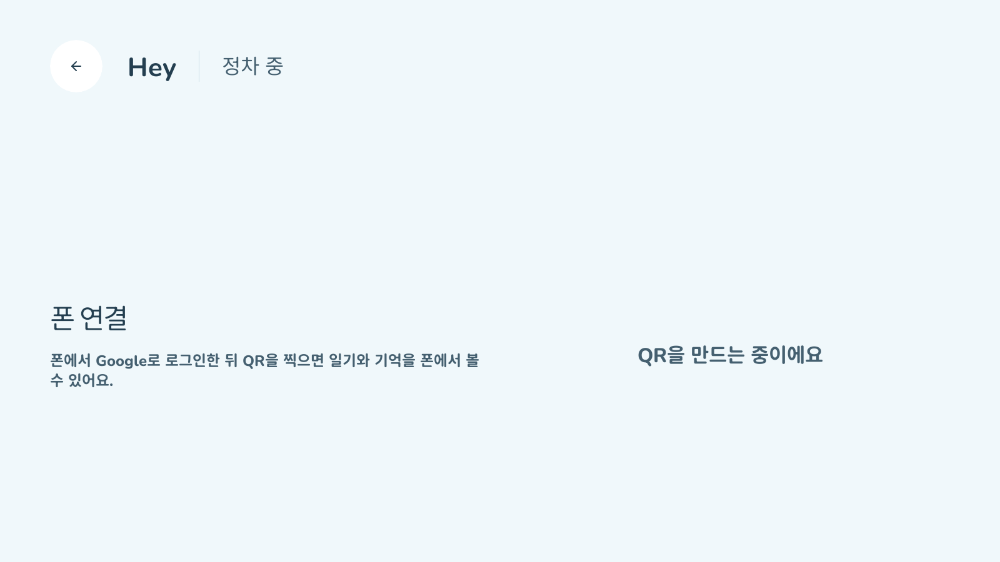 Hey
정차 중
폰 연결
폰에서 Google로 로그인한 뒤 QR을 찍으면 일기와 기억을 폰에서 볼
수 있어요.
QR을 만드는 중이에요